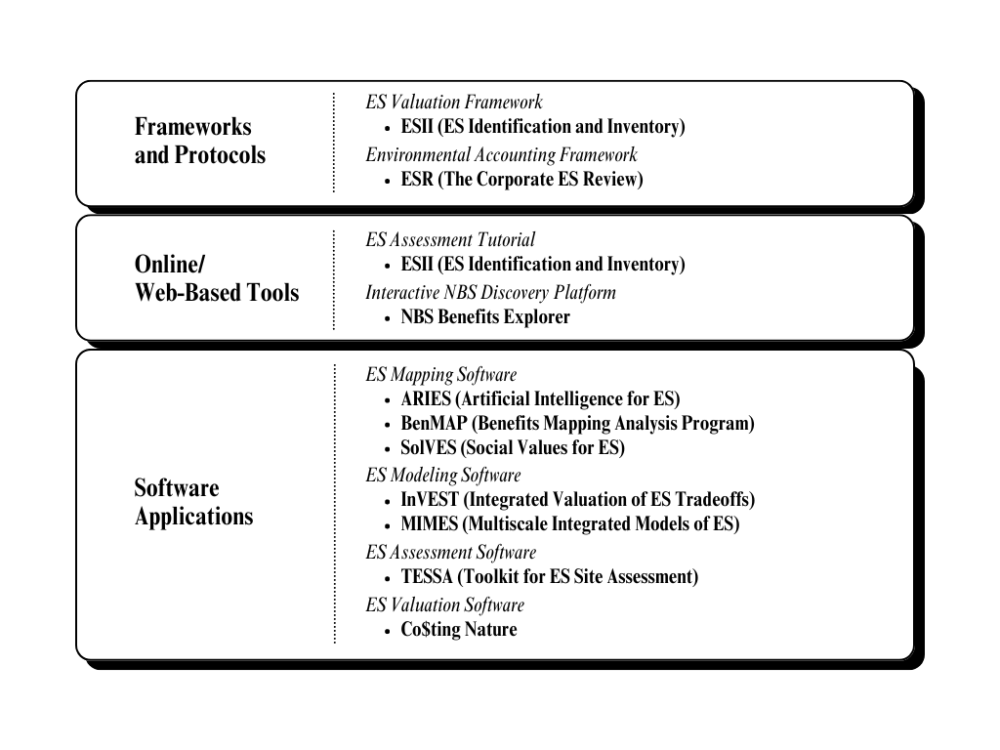 Frameworks
and Protocols
ES Valuation Framework
• ESII (ES Identification and Inventory)
Environmental Accounting Framework
• ESR (The Corporate ES Review)
Online/
Web-Based Tools
ES Assessment Tutorial
• ESII (ES Identification and Inventory)
Interactive NBS Discovery Platform
• NBS Benefits Explorer
Software
Applications
ES Mapping Software
• ARIES (Artificial Intelligence for ES)
• BenMAP (Benefits Mapping Analysis Program)
• SolVES (Social Values for ES)
ES Modeling Software
• InVEST (Integrated Valuation of ES Tradeoffs)
• MIMES (Multiscale Integrated Models of ES)
ES Assessment Software
• TESSA (Toolkit for ES Site Assessment)
ES Valuation Software
• Co$ting Nature